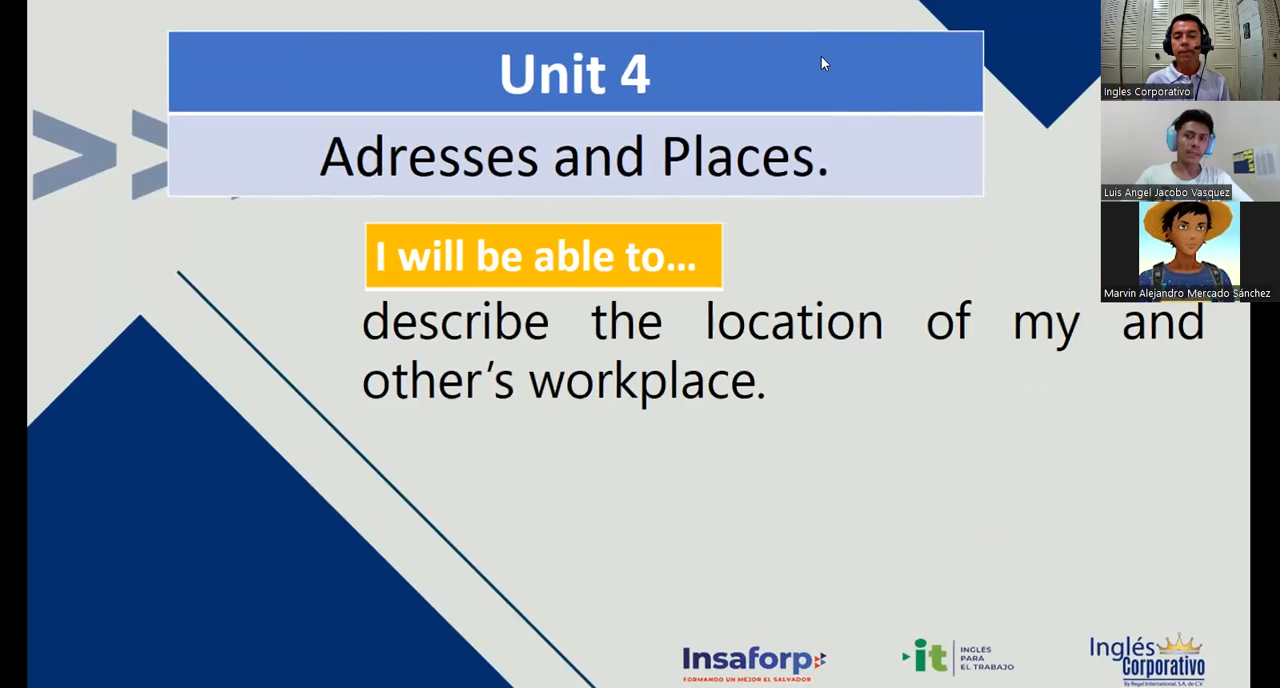 Unit 4
Adresses and Places.
I will be able to...
describe the location of my and
other's workplace.
Ingles Corporativo
Luis Angel Jacobo Vasquez
Marvin Alejandro Mercado Sánchez
Insaforp
FORMANDO UN MEJOR EL SALVADOR
it
INGLÉS
PARA
EL TRABAJO
Inglés
Corporativo
By Regal International, S.A. de C.V